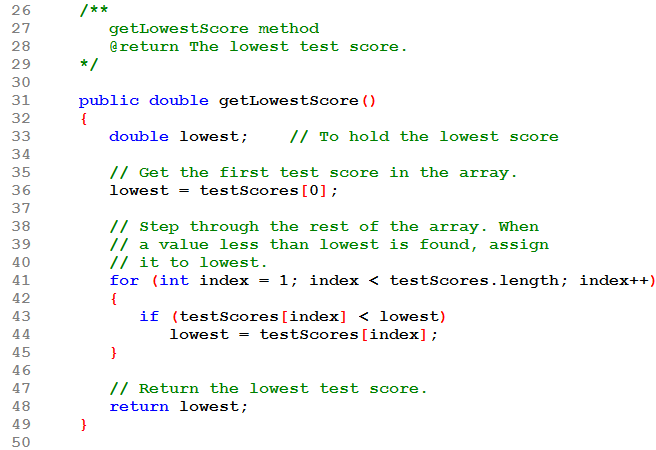 26 /**
27 getLowestScore method
28 @return The lowest test score.
29 */
30
31 public double getLowestScore()
32 {
33 double lowest; // To hold the lowest score
34
35 // Get the first test score in the array.
36 lowest = testScores[0];
37
38 // Step through the rest of the array. When
39 // a value less than lowest is found, assign
40 // it to lowest.
41 for (int index = 1; index < testScores.length; index++)
42 {
43 if (testScores[index] < lowest)
44 lowest = testScores[index];
45 }
46
47 // Return the lowest test score.
48 return lowest;
49 }
50